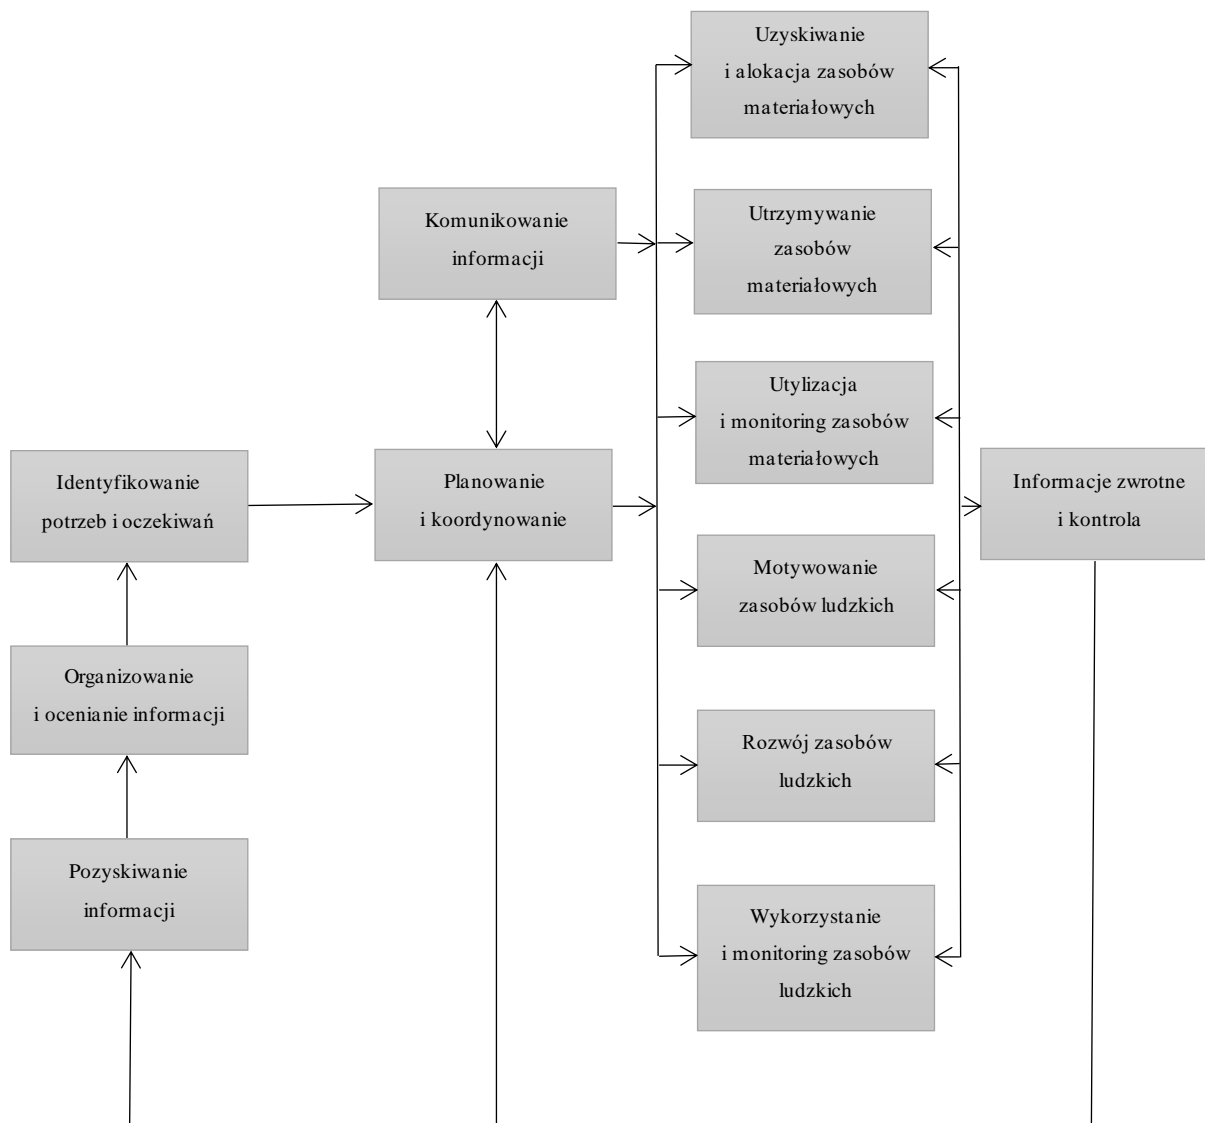 Uzyskiwanie
i alokacja zasobów
materiałowych
Komunikowanie
informacji
Utrzymywanie
zasobów
materiałowych
Utylizacja
i monitoring zasobów
materiałowych
Identyfikowanie
potrzeb i oczekiwań
Planowanie
i koordynowanie
Informacje zwrotne
i kontrola
Motywowanie
zasobów ludzkich
Organizowanie
i ocenianie informacji
Rozwój zasobów
ludzkich
Pozyskiwanie
informacji
Wykorzystanie
i monitoring zasobów
ludzkich